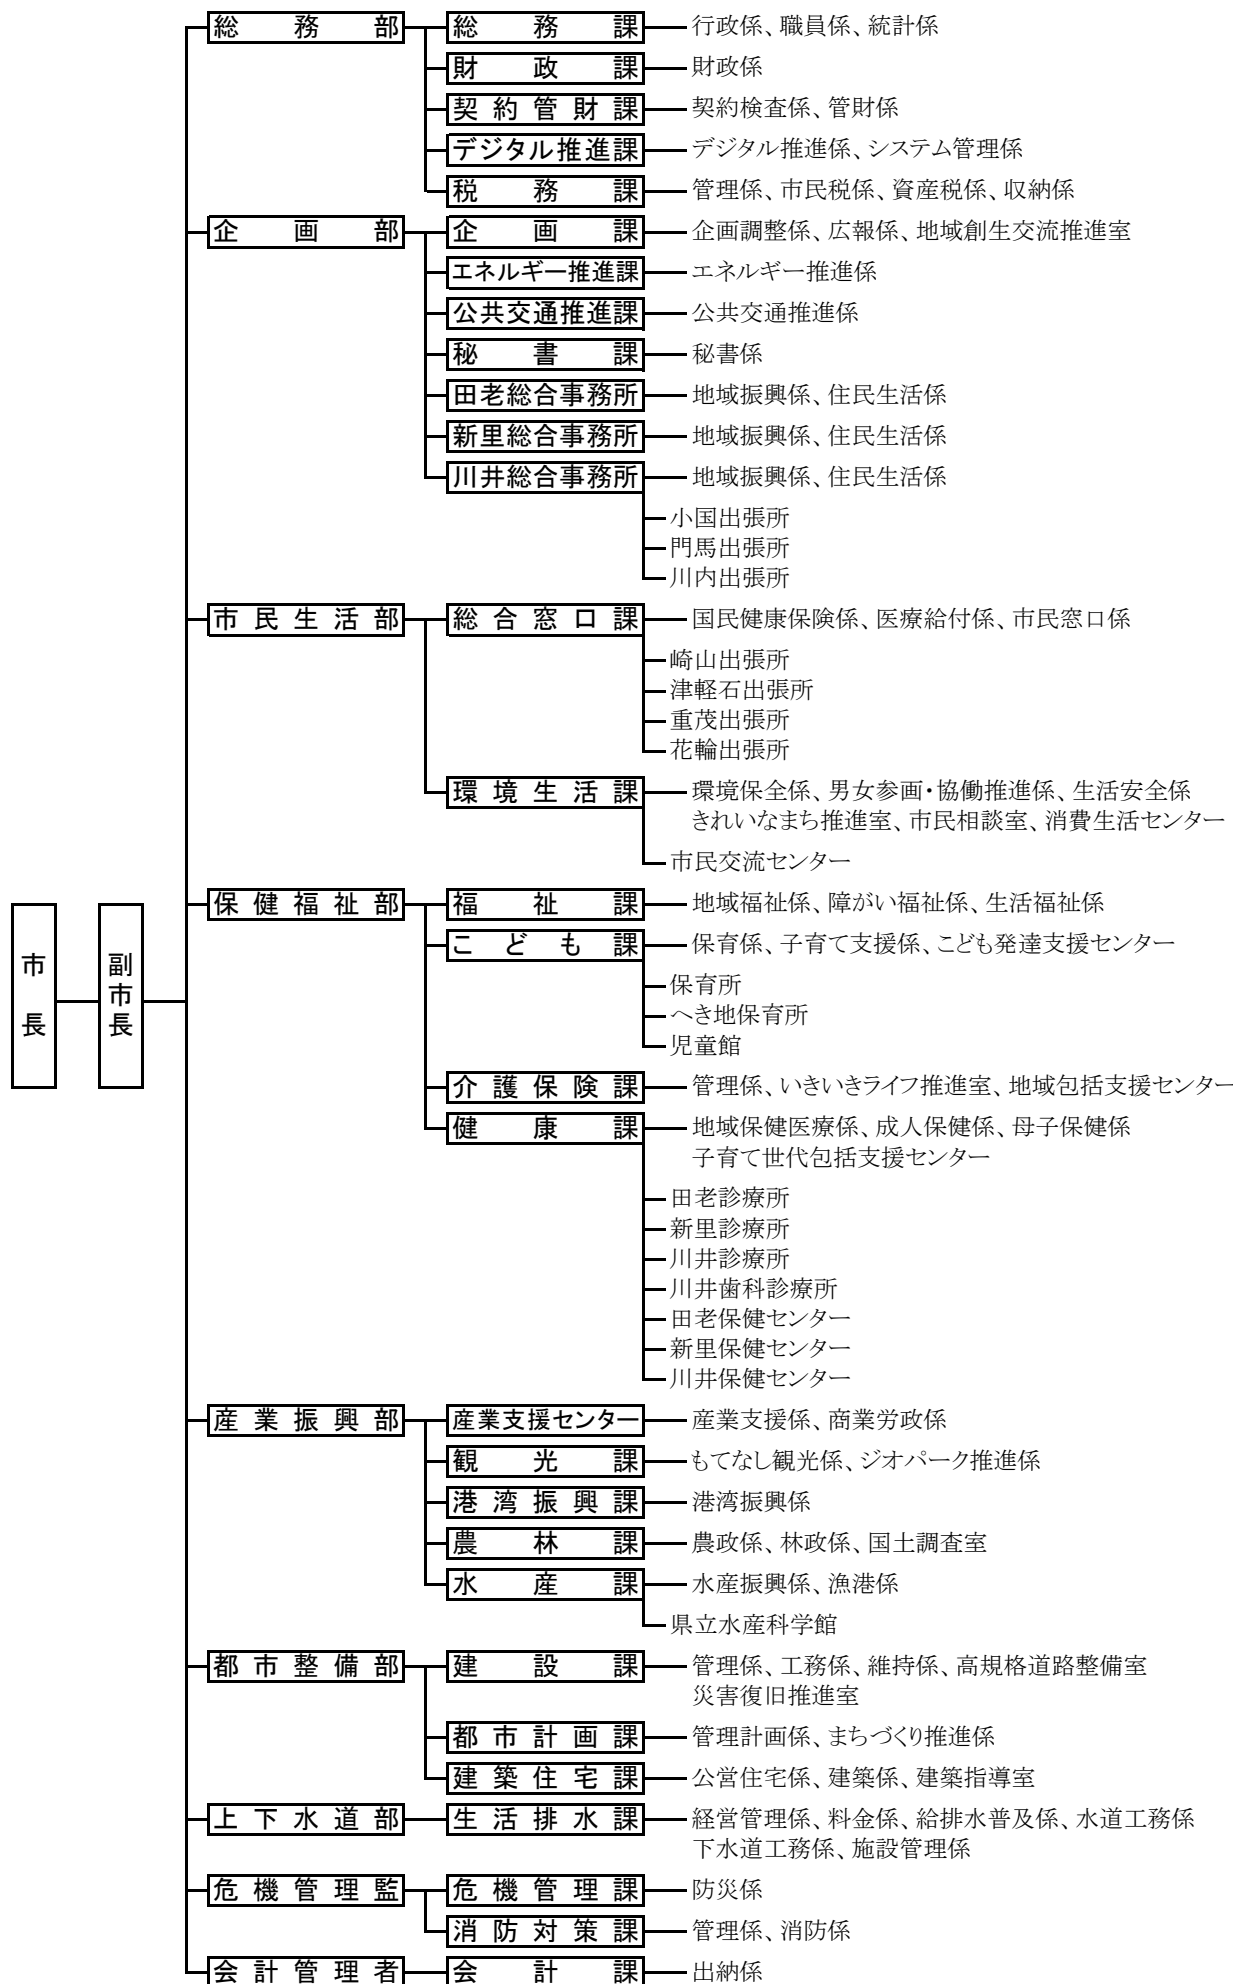 市長
副市長
総務部 総務課 行政係、職員係、統計係
財政課 財政係
契約管財課 契約検査係、管財係
デジタル推進課 デジタル推進係、システム管理係
税務課 管理係、市民税係、資産税係、収納係
企画部 企画課 企画調整係、広報係、地域創生交流推進室
エネルギー推進課 エネルギー推進係
公共交通推進課 公共交通推進係
秘書課 秘書係
田老総合事務所 地域振興係、住民生活係
新里総合事務所 地域振興係、住民生活係
川井総合事務所 地域振興係、住民生活係
小国出張所
門馬出張所
川内出張所
市民生活部 総合窓口課 国民健康保険係、医療給付係、市民窓口係
崎山出張所
津軽石出張所
重茂出張所
花輪出張所
環境生活課 環境保全係、男女参画・協働推進係、生活安全係
きれいなまち推進室、市民相談室、消費生活センター
市民交流センター
保健福祉部 福祉課 地域福祉係、障がい福祉係、生活福祉係
こども課 保育係、子育て支援係、こども発達支援センター
保育所
へき地保育所
児童館
介護保険課 管理係、いきいきライフ推進室、地域包括支援センター
健康課 地域保健医療係、成人保健係、母子保健係
子育て世代包括支援センター
田老診療所
新里診療所
川井診療所
川井歯科診療所
田老保健センター
新里保健センター
川井保健センター
産業振興部 産業支援センター 産業支援係、商業労政係
観光課 もてなし観光係、ジオパーク推進係
港湾振興課 港湾振興係
農林課 農政係、林政係、国土調査室
水産課 水産振興係、漁港係
県立水産科学館
都市整備部 建設課 管理係、工務係、維持係、高規格道路整備室
災害復旧推進室
都市計画課 管理計画係、まちづくり推進係
建築住宅課 公営住宅係、建築係、建築指導室
上下水道部 生活排水課 経営管理係、料金係、給排水普及係、水道工務係
下水道工務係、施設管理係
危機管理監 危機管理課 防災係
消防対策課 管理係、消防係
会計管理者 会計課 出納係